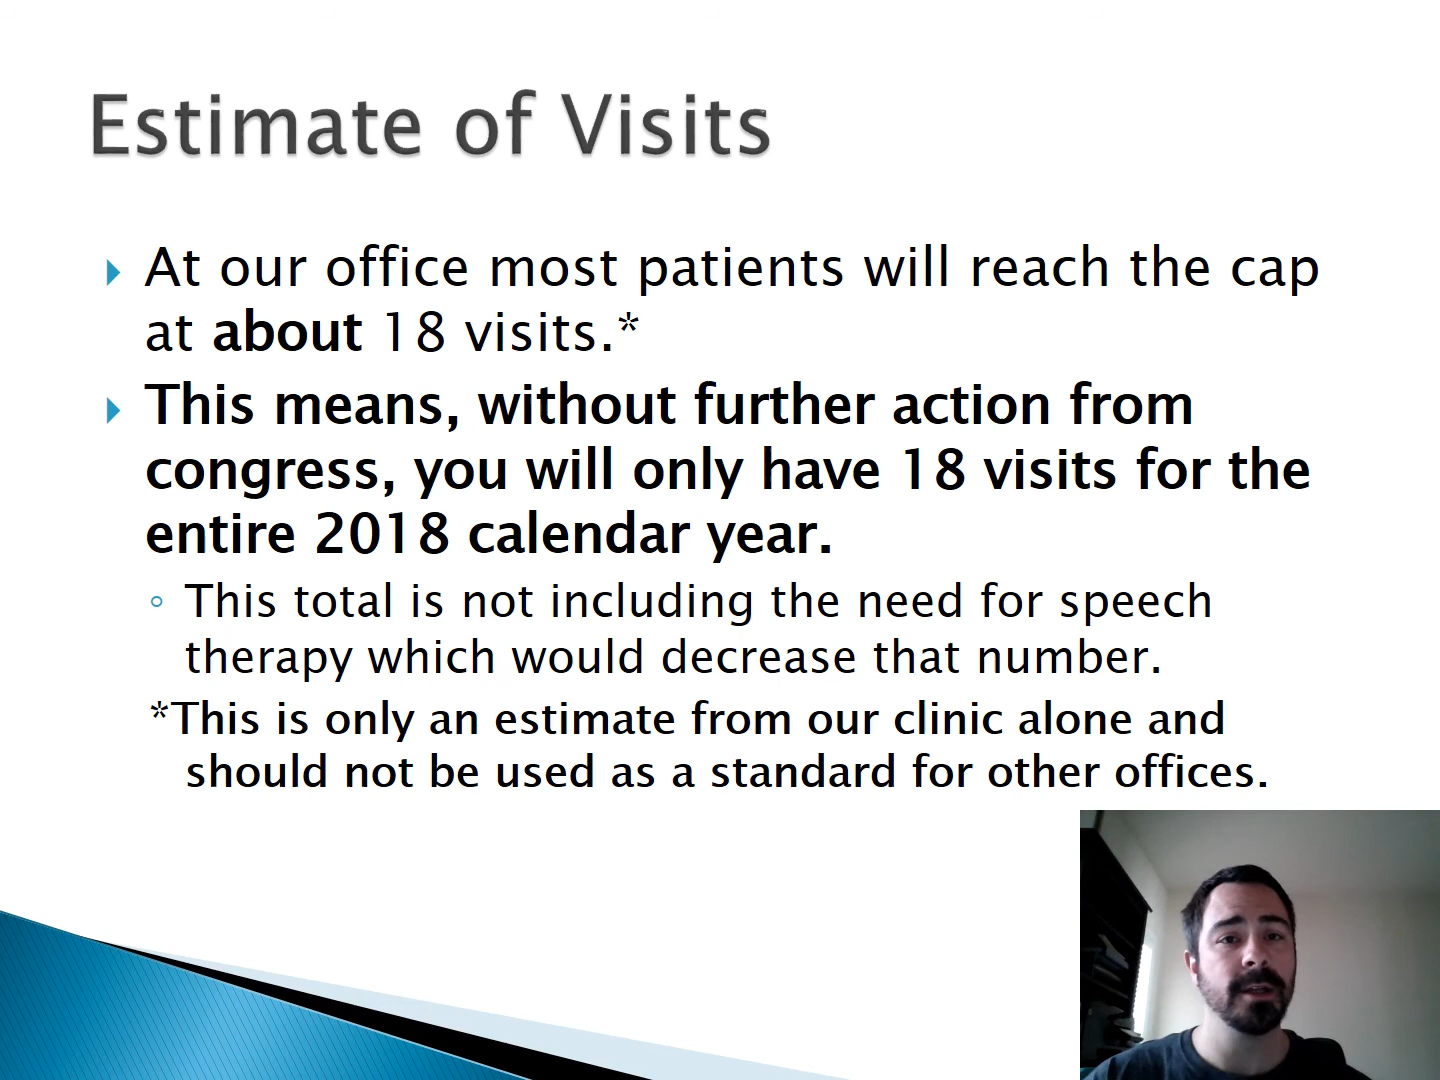 Estimate of Visits
At our office most patients will reach the cap
at about 18 visits.*
This means, without further action from
congress, you will only have 18 visits for the
entire 2018 calendar year.
This total is not including the need for speech
therapy which would decrease that number.
*This is only an estimate from our clinic alone and
should not be used as a standard for other offices.